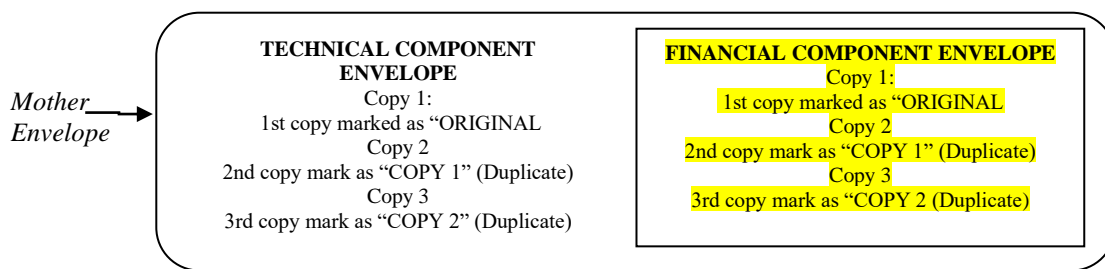 Mother
Envelope
TECHNICAL COMPONENT
ENVELOPE
Copy 1:
1st copy marked as “ORIGINAL
Copy 2
2nd copy mark as “COPY 1” (Duplicate)
Copy 3
3rd copy mark as “COPY 2” (Duplicate)
FINANCIAL COMPONENT ENVELOPE
Copy 1:
1st copy marked as “ORIGINAL
Copy 2
2nd copy mark as “COPY 1” (Duplicate)
Copy 3
3rd copy mark as “COPY 2 (Duplicate)